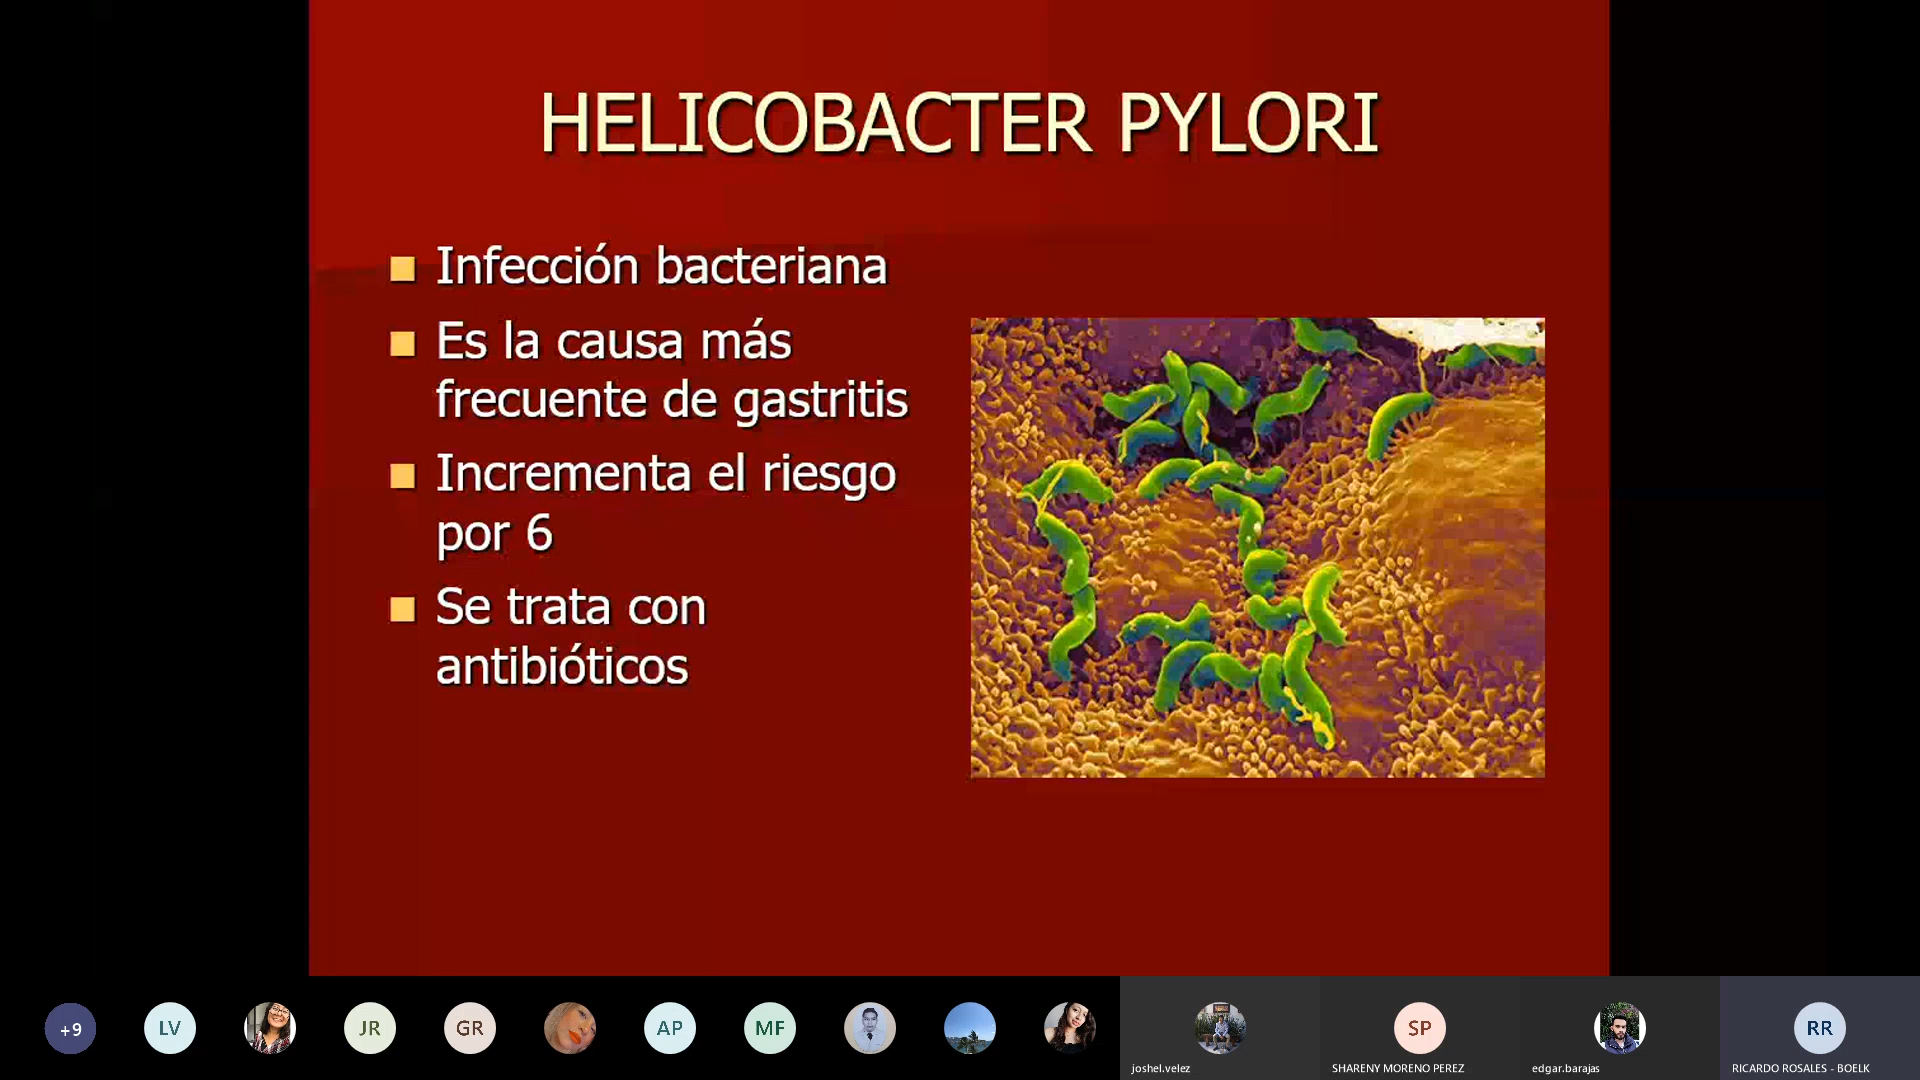 HELICOBACTER PYLORI
Infección bacteriana
Es la causa más
frecuente de gastritis
Incrementa el riesgo
por 6
Se trata con
antibióticos
+9
LV
JR
GR
AP
MF
SP
RR
joshel.velez
SHARENY MORENO PEREZ
edgar.barajas
RICARDO ROSALES - BOELK